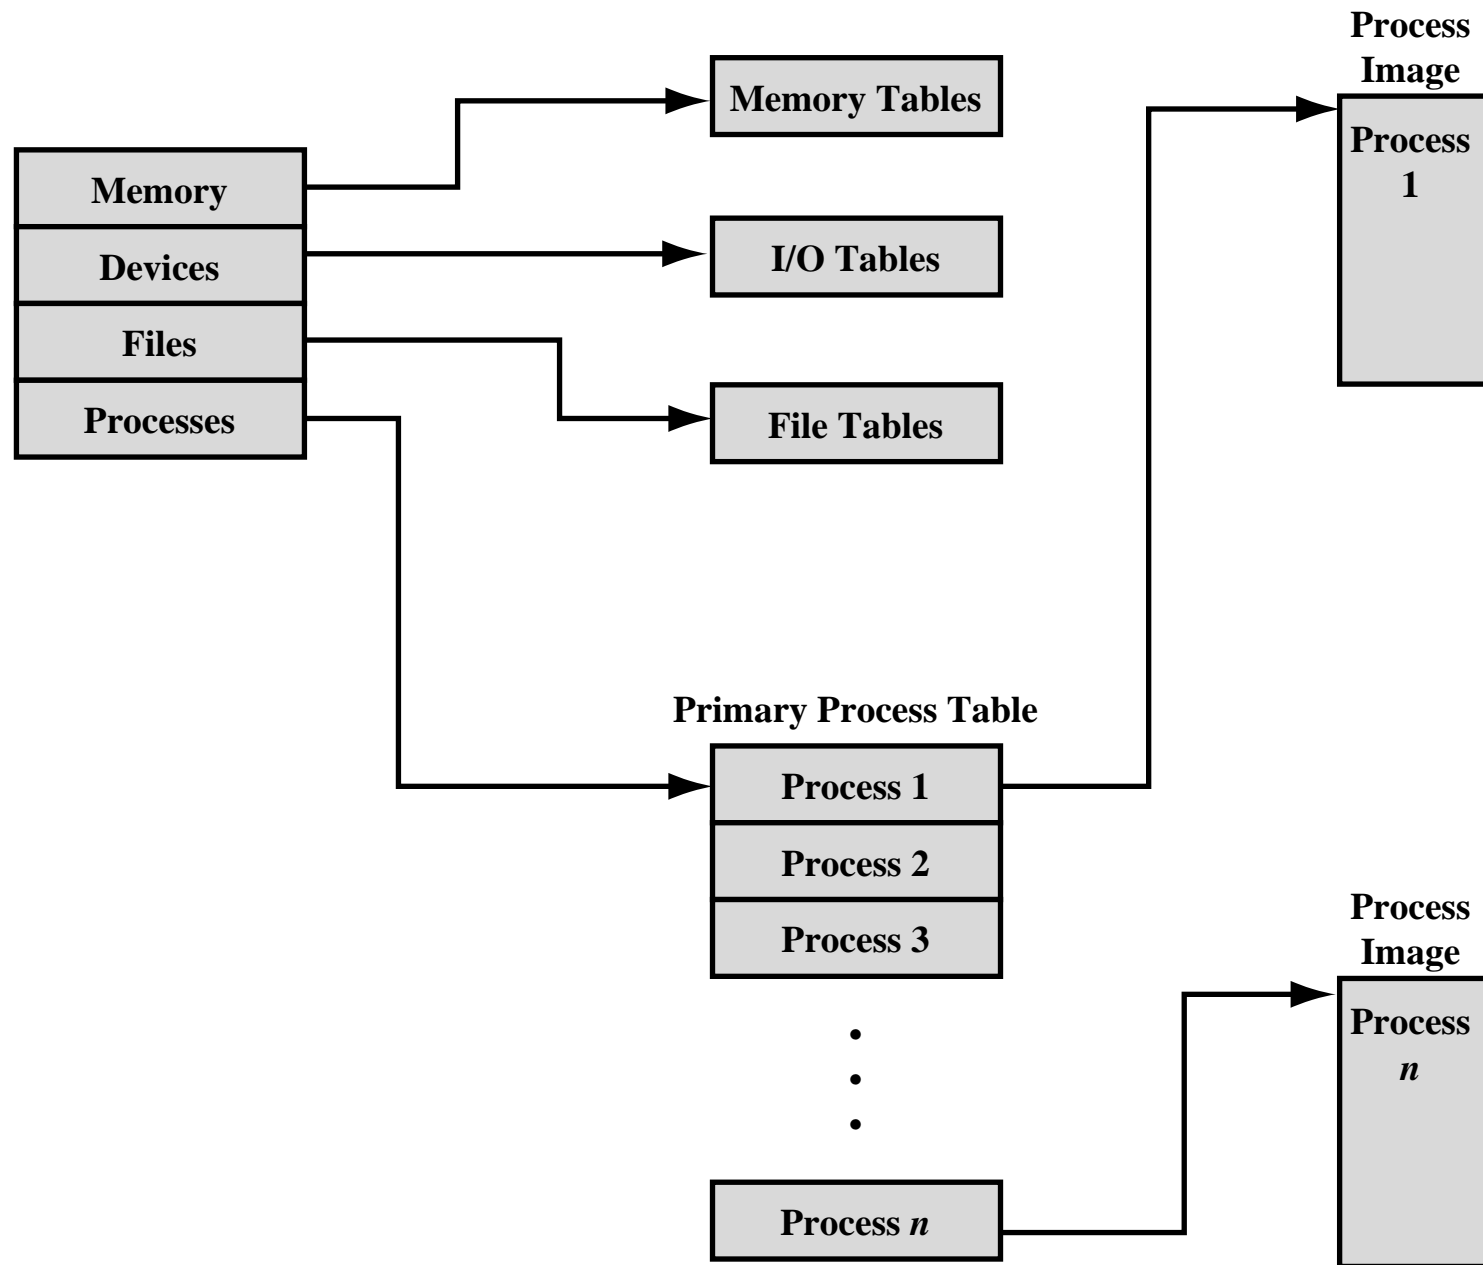 Memory
Devices
Files
Processes
Memory Tables
I/O Tables
File Tables
Primary Process Table
Process 1
Process 2
Process 3
Process n
Process
Image
Process
1
Process
Image
Process
n